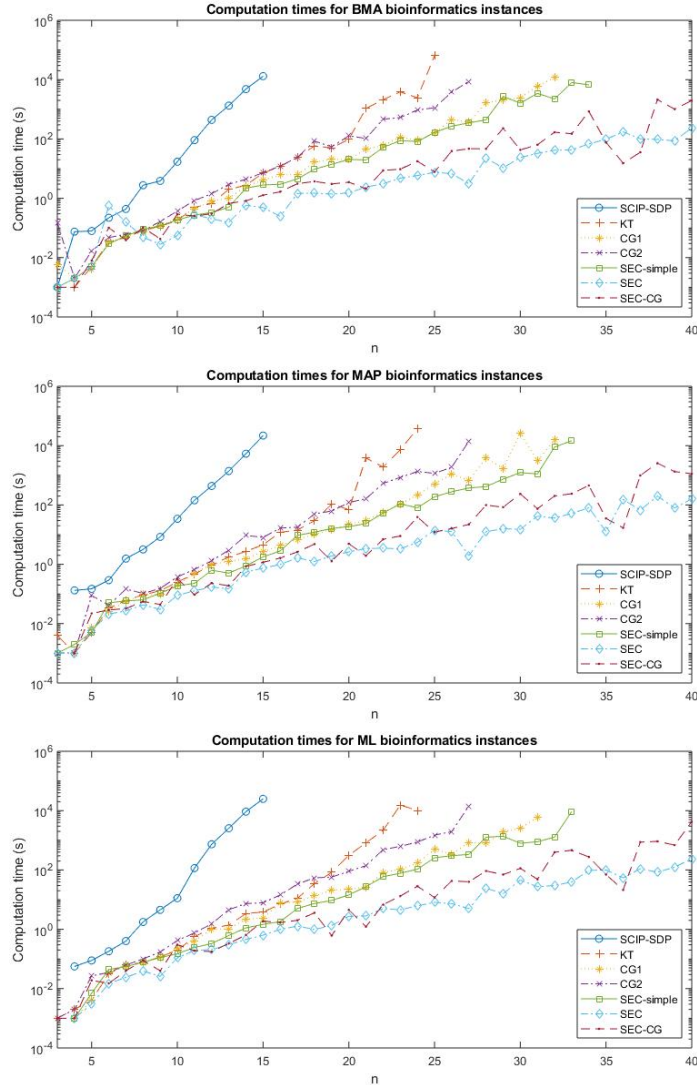 Computation times for BMA bioinformatics instances
10^6
10^4
10^2
10^0
10^-2
10^-4
Computation time (s)
5 10 15 20 25 30 35 40
n
SCIP-SDP
KT
CG1
CG2
SEC-simple
SEC
SEC-CG
Computation times for MAP bioinformatics instances
10^6
10^4
10^2
10^0
10^-2
10^-4
Computation time (s)
5 10 15 20 25 30 35 40
n
SCIP-SDP
KT
CG1
CG2
SEC-simple
SEC
SEC-CG
Computation times for ML bioinformatics instances
10^6
10^4
10^2
10^0
10^-2
10^-4
Computation time (s)
5 10 15 20 25 30 35 40
n
SCIP-SDP
KT
CG1
CG2
SEC-simple
SEC
SEC-CG